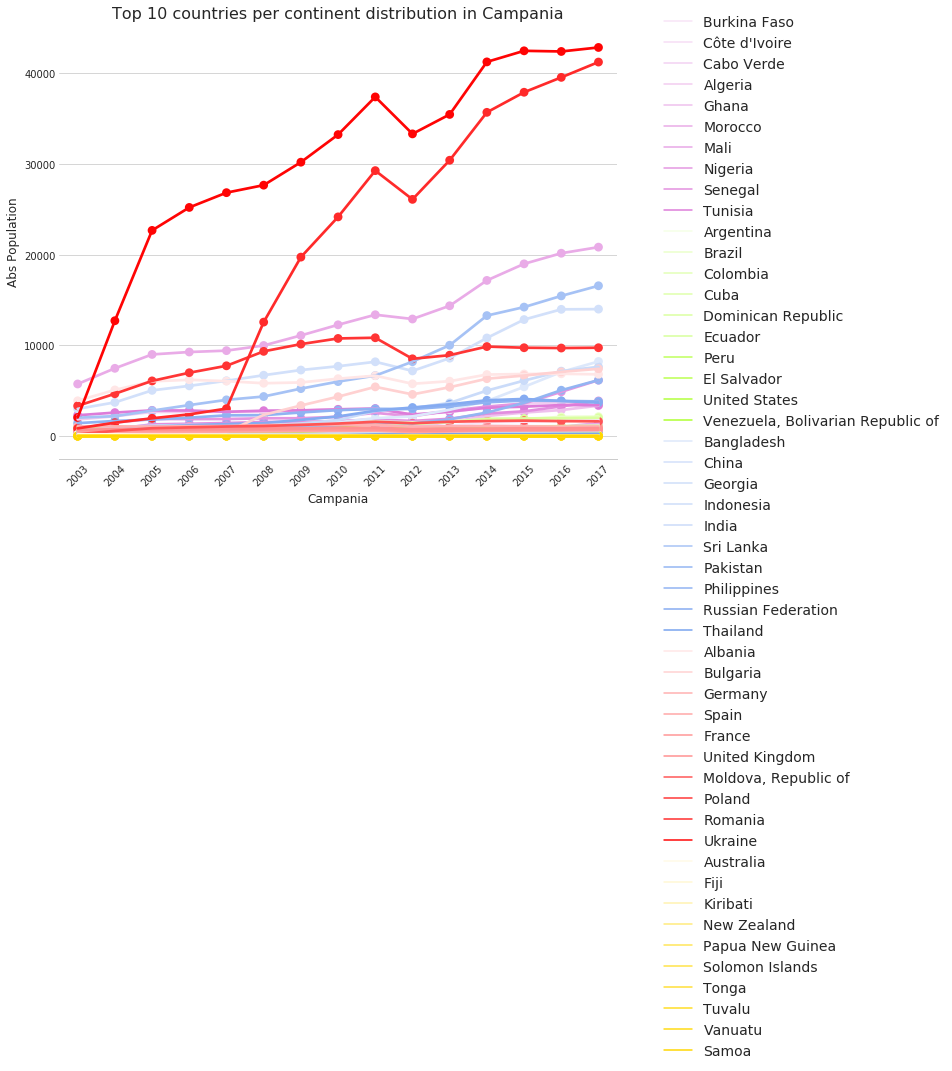 Top 10 countries per continent distribution in Campania
Abs Population
40000
30000
20000
10000
0
2003
2004
2005
2006
2007
2008
2009
2010
2011
2012
2013
2014
2015
2016
2017
Campania
Burkina Faso
Côte d'Ivoire
Cabo Verde
Algeria
Ghana
Morocco
Mali
Nigeria
Senegal
Tunisia
Argentina
Brazil
Colombia
Cuba
Dominican Republic
Ecuador
Peru
El Salvador
United States
Venezuela, Bolivarian Republic of
Bangladesh
China
Georgia
Indonesia
India
Sri Lanka
Pakistan
Philippines
Russian Federation
Thailand
Albania
Bulgaria
Germany
Spain
France
United Kingdom
Moldova, Republic of
Poland
Romania
Ukraine
Australia
Fiji
Kiribati
New Zealand
Papua New Guinea
Solomon Islands
Tonga
Tuvalu
Vanuatu
Samoa